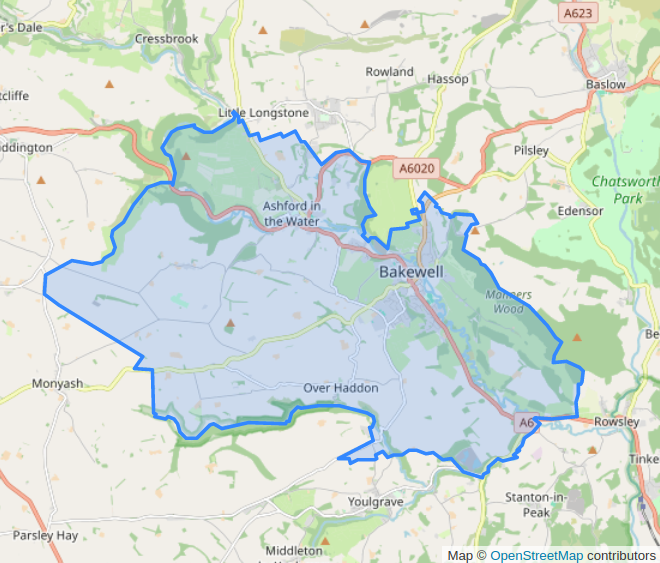 A623
r's Dale
Cressbrook
Rowland
Hassop
Baslow
tcliffe
Little Longstone
ddington
Pilsley
A6020
Chatsworth
Park
Edensor
Ashford in
the Water
Bakewell
Manners
Wood
Be
Monyash
Over Haddon
A6
Rowsley
Tinke
Stanton-in-
Peak
Youlgrave
Parsley Hay
Middleton
Map © OpenStreetMap contributors